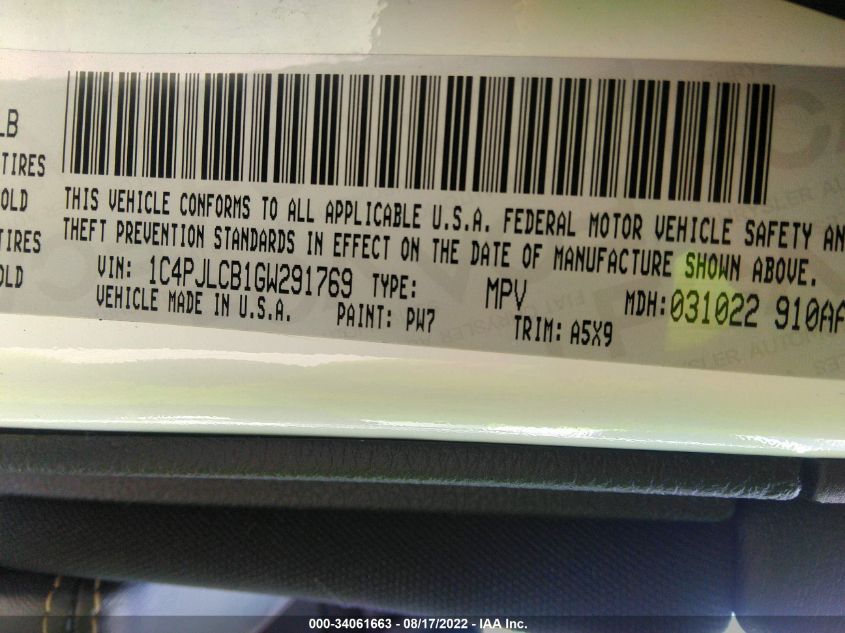 LB
TIRES
OLD
TIRES
OLD
THIS VEHICLE CONFORMS TO ALL APPLICABLE U.S.A. FEDERAL MOTOR VEHICLE SAFETY AN
THEFT PREVENTION STANDARDS IN EFFECT ON THE DATE OF MANUFACTURE SHOWN ABOVE.
VIN: 1C4PJLCB1GW291769 TYPE: MPV MDH:031022 910AF
VEHICLE MADE IN U.S.A. PAINT: PW7 TRIM: A5X9
000-34061663 - 08/17/2022 - IAA Inc.